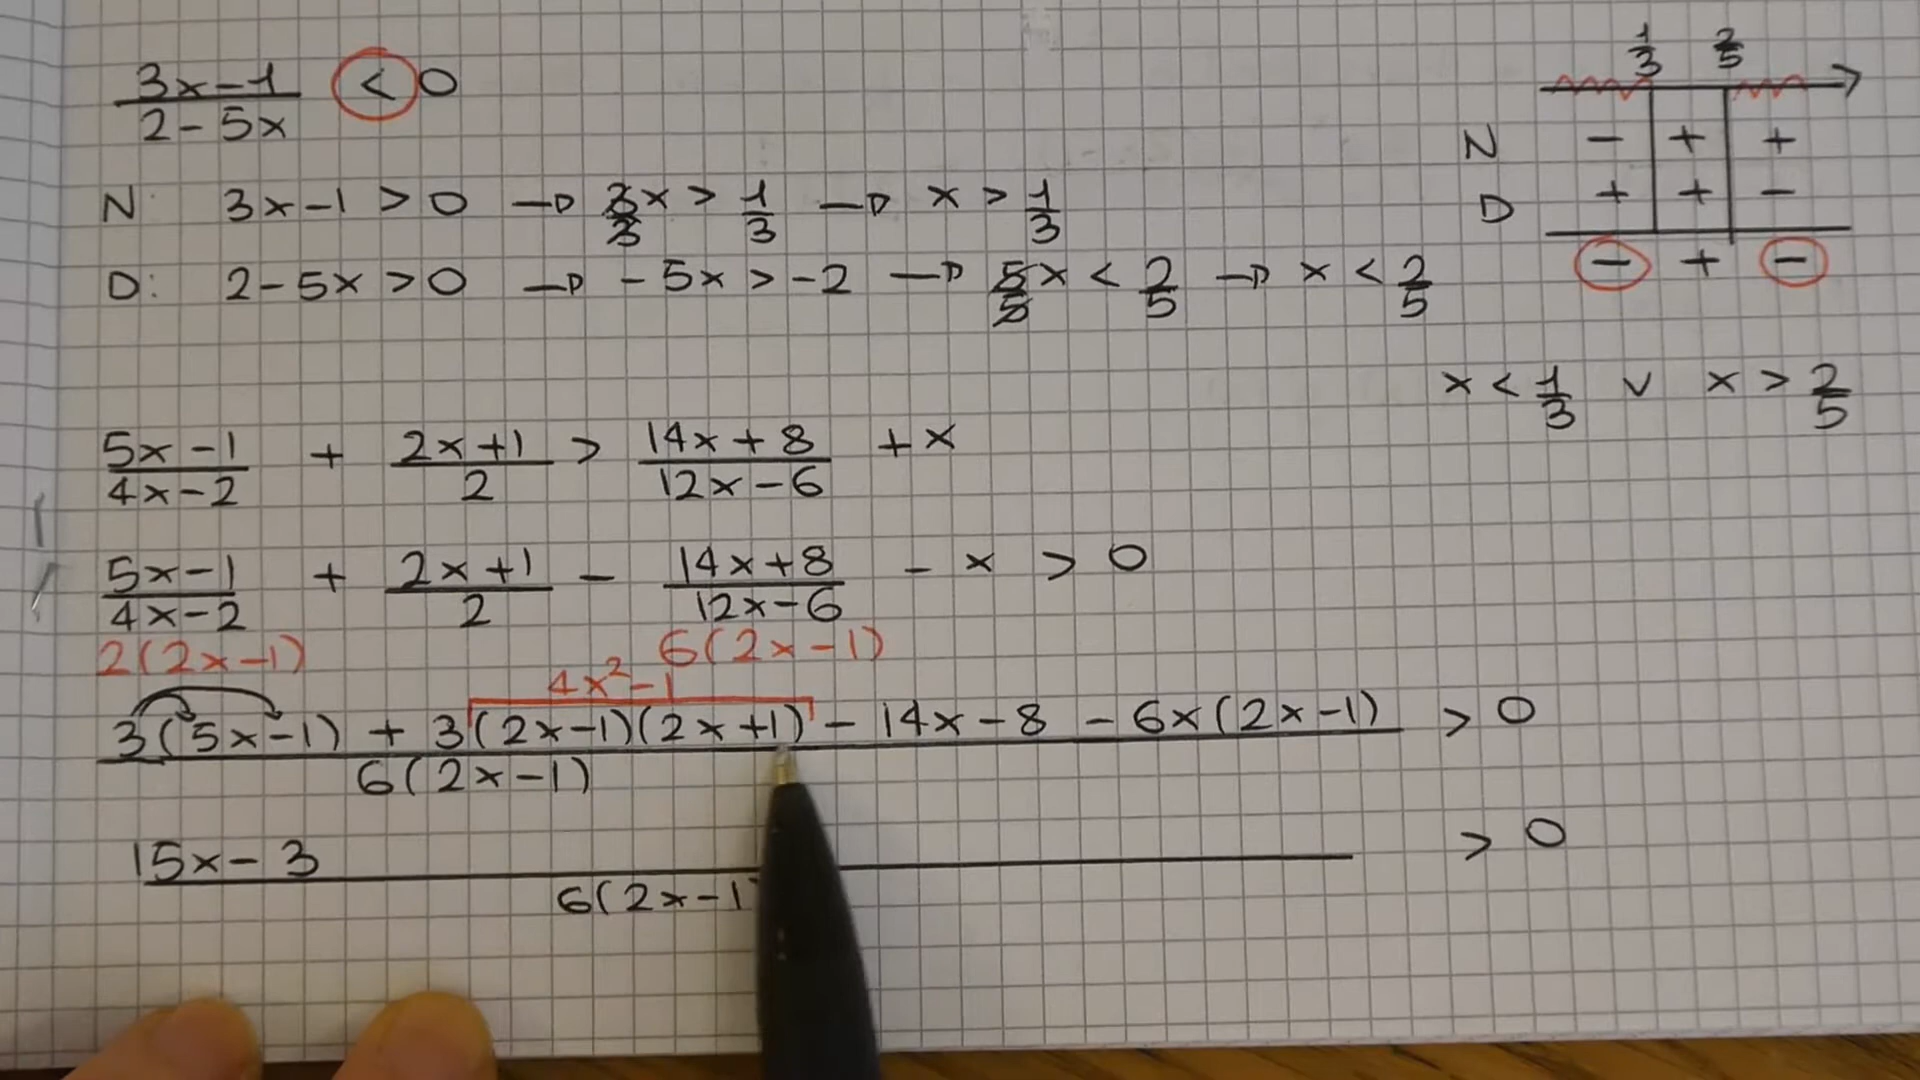 (3x-1)/(2-5x) < 0
N: 3x-1 > 0 → 3/3 x > 1/3 → x > 1/3
D: 2-5x > 0 → -5x > -2 → 5/5 x < 2/5 → x < 2/5
1/3 2/5
N - + +
D + + -
- + -
x < 1/3 ∨ x > 2/5
(5x-1)/(4x-2) + (2x+1)/2 > (14x+8)/(12x-6) + x
(5x-1)/(4x-2) + (2x+1)/2 - (14x+8)/(12x-6) - x > 0
2(2x-1) 6(2x-1)
4x²-1
3(5x-1) + 3(2x-1)(2x+1) - 14x - 8 - 6x(2x-1) > 0
6(2x-1)
15x-3 > 0
6(2x-1